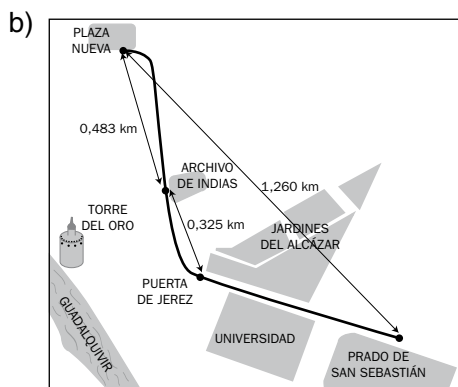 b)
PLAZA
NUEVA
0,483 km
ARCHIVO
DE INDIAS
1,260 km
TORRE
DEL ORO
0,325 km
JARDINES
DEL ALCÁZAR
PUERTA
DE JEREZ
GUADALQUIVIR
UNIVERSIDAD
PRADO DE
SAN SEBASTIÁN